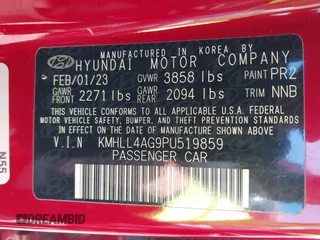 MANUFACTURED IN KOREA BY
HYUNDAI MOTOR COMPANY
FEB/01/23 GVWR 3858 lbs PAINT PR2
GAWR FRT 2271 lbs GAWR RR 2094 lbs TRIM NNB
THIS VEHICLE CONFORMS TO ALL APPLICABLE U.S. FEDERAL
MOTOR VEHICLE SAFETY, BUMPER, AND THEFT PREVENTION
STANDARDS IN EFFECT ON THE DATE OF MANUFACTURE SHOWN ABOVE.
V.I.N KMHLL4AG9PU519859
PASSENGER CAR
N55
DREAMBID